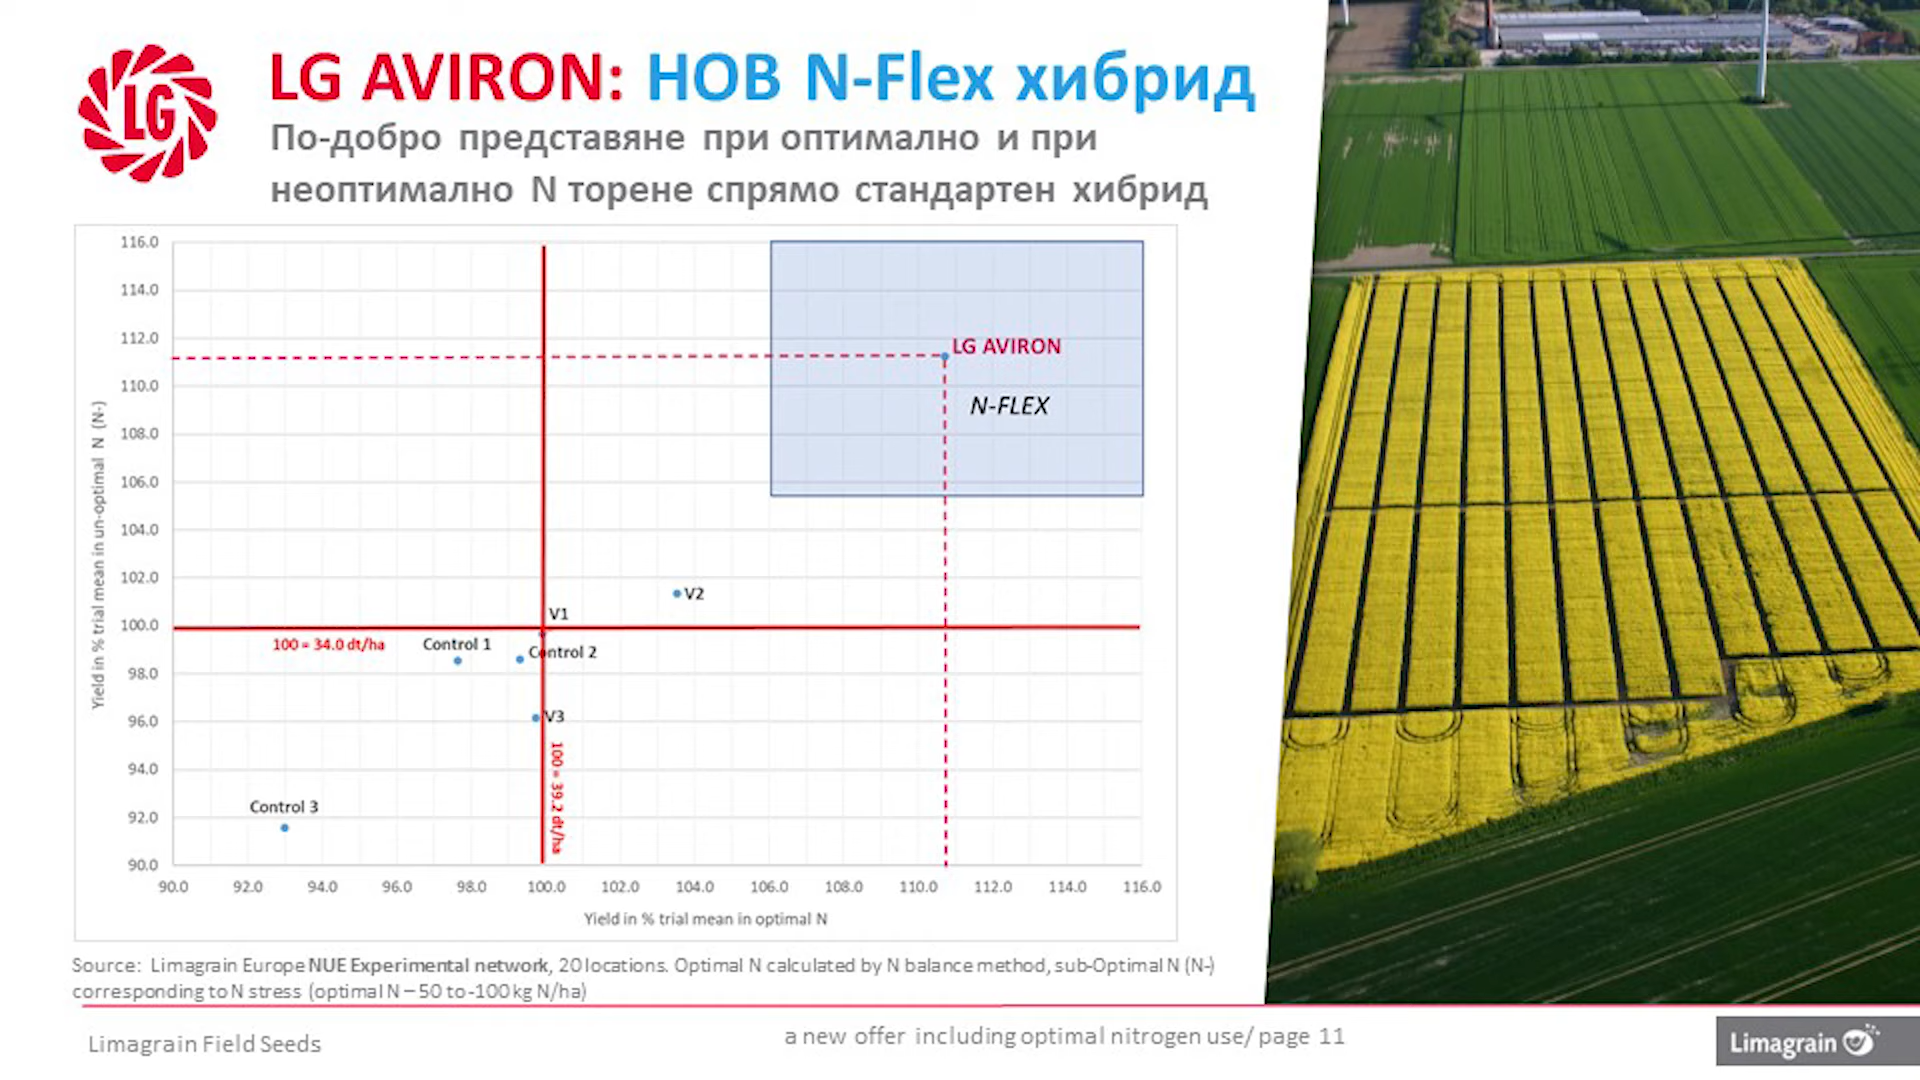 LG
LG AVIRON: НОВ N-Flex хибрид
По-добро представяне при оптимално и при
неоптимално N торене спрямо стандартен хибрид
116.0
114.0
112.0
110.0
108.0
106.0
104.0
102.0
100.0
98.0
96.0
94.0
92.0
90.0
Yield in % trial mean in un-optimal N (N-)
LG AVIRON
N-FLEX
V2
V1
100 = 34.0 dt/ha
Control 1
Control 2
V3
100 = 39.2 dt/ha
Control 3
90.0 92.0 94.0 96.0 98.0 100.0 102.0 104.0 106.0 108.0 110.0 112.0 114.0 116.0
Yield in % trial mean in optimal N
Source: Limagrain Europe NUE Experimental network, 20 locations. Optimal N calculated by N balance method, sub-Optimal N (N-)
corresponding to N stress (optimal N – 50 to -100 kg N/ha)
Limagrain Field Seeds
a new offer including optimal nitrogen use/ page 11
Limagrain